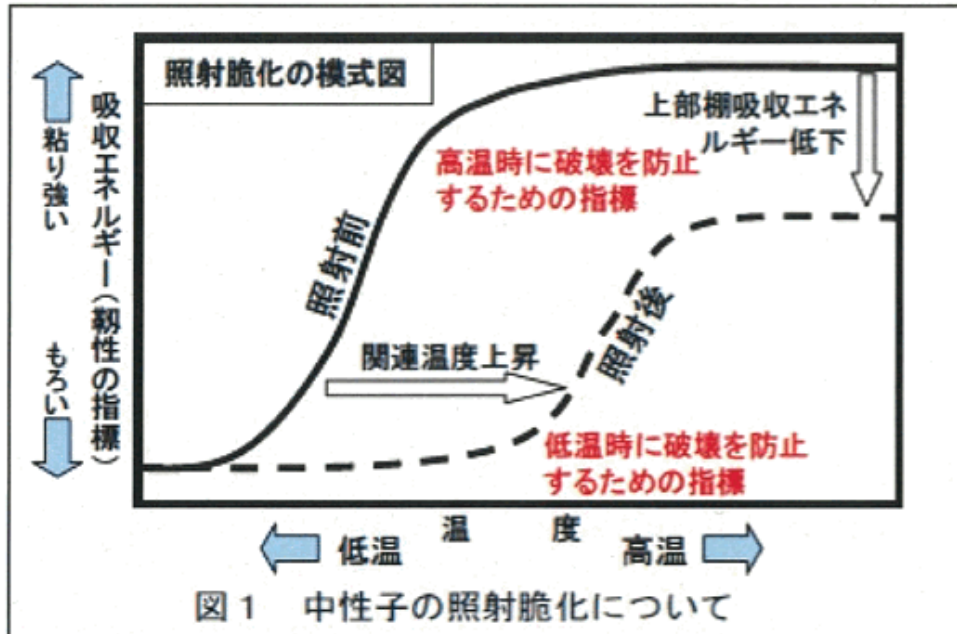 照射脆化の模式図
粘り強い
もろい
吸収エネルギー(靱性の指標)
照射前
高温時に破壊を防止
するための指標
上部棚吸収エネ
ルギー低下
関連温度上昇
照射後
低温時に破壊を防止
するための指標
温 度
低温
高温
図1 中性子の照射脆化について